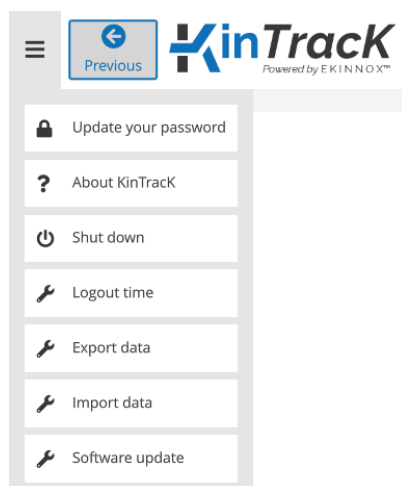 Previous
KinTracK
Powered by EKINNOX™
Update your password
? About KinTracK
Shut down
Logout time
Export data
Import data
Software update